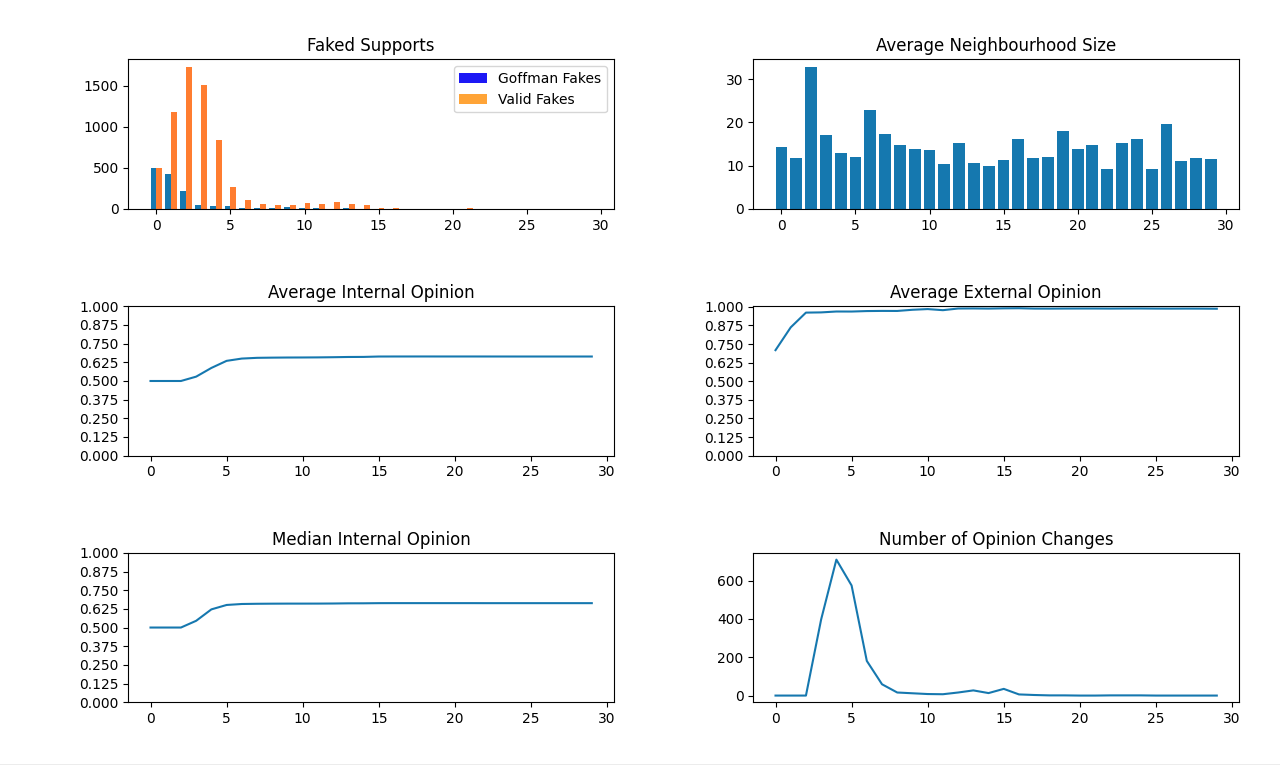 Faked Supports
1500
1000
500
0
Goffman Fakes
Valid Fakes
0 5 10 15 20 25 30
Average Neighbourhood Size
30
20
10
0
0 5 10 15 20 25 30
Average Internal Opinion
1.000
0.875
0.750
0.625
0.500
0.375
0.250
0.125
0.000
0 5 10 15 20 25 30
Average External Opinion
1.000
0.875
0.750
0.625
0.500
0.375
0.250
0.125
0.000
0 5 10 15 20 25 30
Median Internal Opinion
1.000
0.875
0.750
0.625
0.500
0.375
0.250
0.125
0.000
0 5 10 15 20 25 30
Number of Opinion Changes
600
400
200
0
0 5 10 15 20 25 30